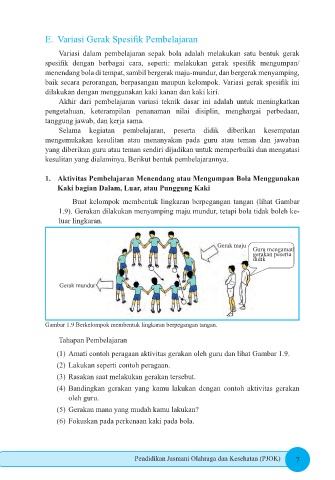 E. Variasi Gerak Spesifik Pembelajaran
Variasi dalam pembelajaran sepak bola adalah melakukan satu bentuk gerak
spesifik dengan berbagai cara, seperti: melakukan gerak spesifik mengumpan/
menendang bola di tempat, sambil bergerak maju-mundur, dan bergerak menyamping,
baik secara perorangan, berpasangan maupun kelompok. Variasi gerak spesifik ini
dilakukan dengan menggunakan kaki kanan dan kaki kiri.
Akhir dari pembelajaran variasi teknik dasar ini adalah untuk meningkatkan
pengetahuan, keterampilan penanaman nilai disiplin, menghargai perbedaan,
tanggung jawab, dan kerja sama.
Selama kegiatan pembelajaran, peserta didik diberikan kesempatan
mengemukakan kesulitan atau menanyakan pada guru atau teman dan jawaban
yang diberikan guru atau teman sendiri dijadikan untuk memperbaiki dan mengatasi
kesulitan yang dialaminya. Berikut bentuk pembelajarannya.
1. Aktivitas Pembelajaran Menendang atau Mengumpan Bola Menggunakan
Kaki bagian Dalam, Luar, atau Punggung Kaki
Buat kelompok membentuk lingkaran berpegangan tangan (lihat Gambar
1.9). Gerakan dilakukan menyamping maju mundur, tetapi bola tidak boleh ke-
luar lingkaran.
Gerak maju
Guru mengamati
gerakan peserta
didik
Gerak mundur
Gambar 1.9 Berkelompok membentuk lingkaran berpegangan tangan.
Tahapan Pembelajaran
(1) Amati contoh peragaan aktivitas gerakan oleh guru dan lihat Gambar 1.9.
(2) Lakukan seperti contoh peragaan.
(3) Rasakan saat melakukan gerakan tersebut.
(4) Bandingkan gerakan yang kamu lakukan dengan contoh aktivitas gerakan
oleh guru.
(5) Gerakan mana yang mudah kamu lakukan?
(6) Fokuskan pada perkenaan kaki pada bola.
Pendidikan Jasmani Olahraga dan Kesehatan (PJOK) 7